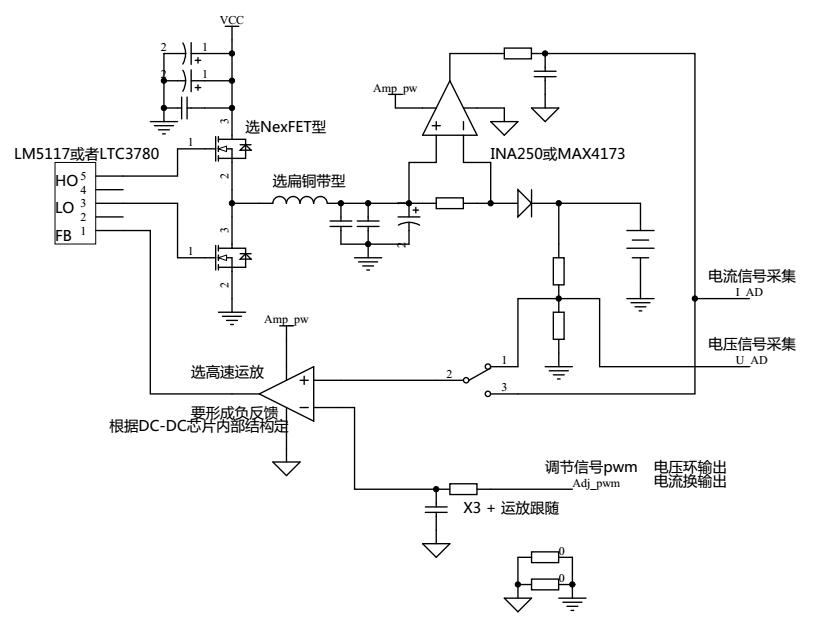 VCC
2 1
+
2 1
+
3
Amp_pw
选NexFET型
1
+ −
LM5117或者LTC3780
INA250或MAX4173
HO 5
4
LO 3
2
FB 1
2
选扁铜带型
+
3
1
2
2
电流信号采集
I_AD
Amp_pw
电压信号采集
U_AD
1
选高速运放
+
2
3
−
要形成负反馈
根据DC-DC芯片内部结构定
调节信号pwm 电压环输出
Adj_pwm 电流换输出
X3 + 运放跟随
0
0